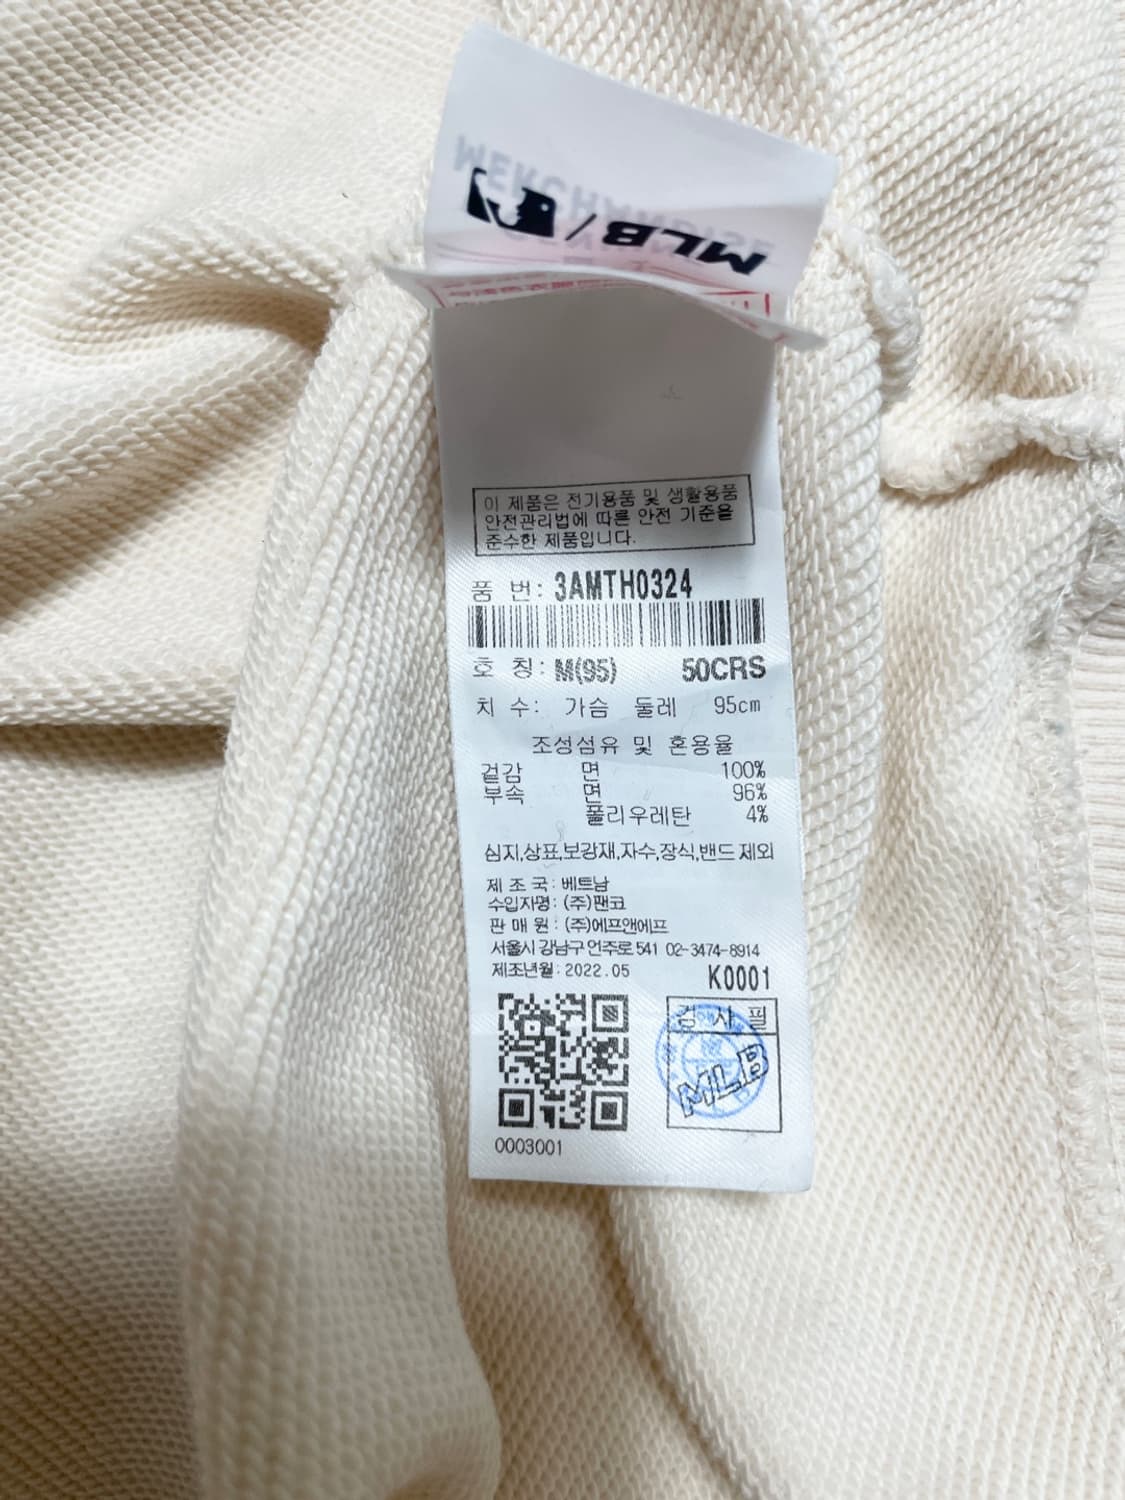 MERCHANDISE
MLB
이 제품은 전기용품 및 생활용품
안전관리법에 따른 안전 기준을
준수한 제품입니다.
품 번: 3AMTH0324
호 칭: M(95) 50CRS
치 수: 가슴 둘레 95cm
조성섬유 및 혼용율
겉감 면 100%
부속 면 96%
폴리우레탄 4%
심지,상표,보강재,자수,장식,밴드 제외
제 조 국: 베트남
수입자명: (주)팬코
판 매 원: (주)에프앤에프
서울시 강남구 언주로 541 02-3474-8914
제조년월: 2022.05
K0001
검 사 필
MLB
0003001